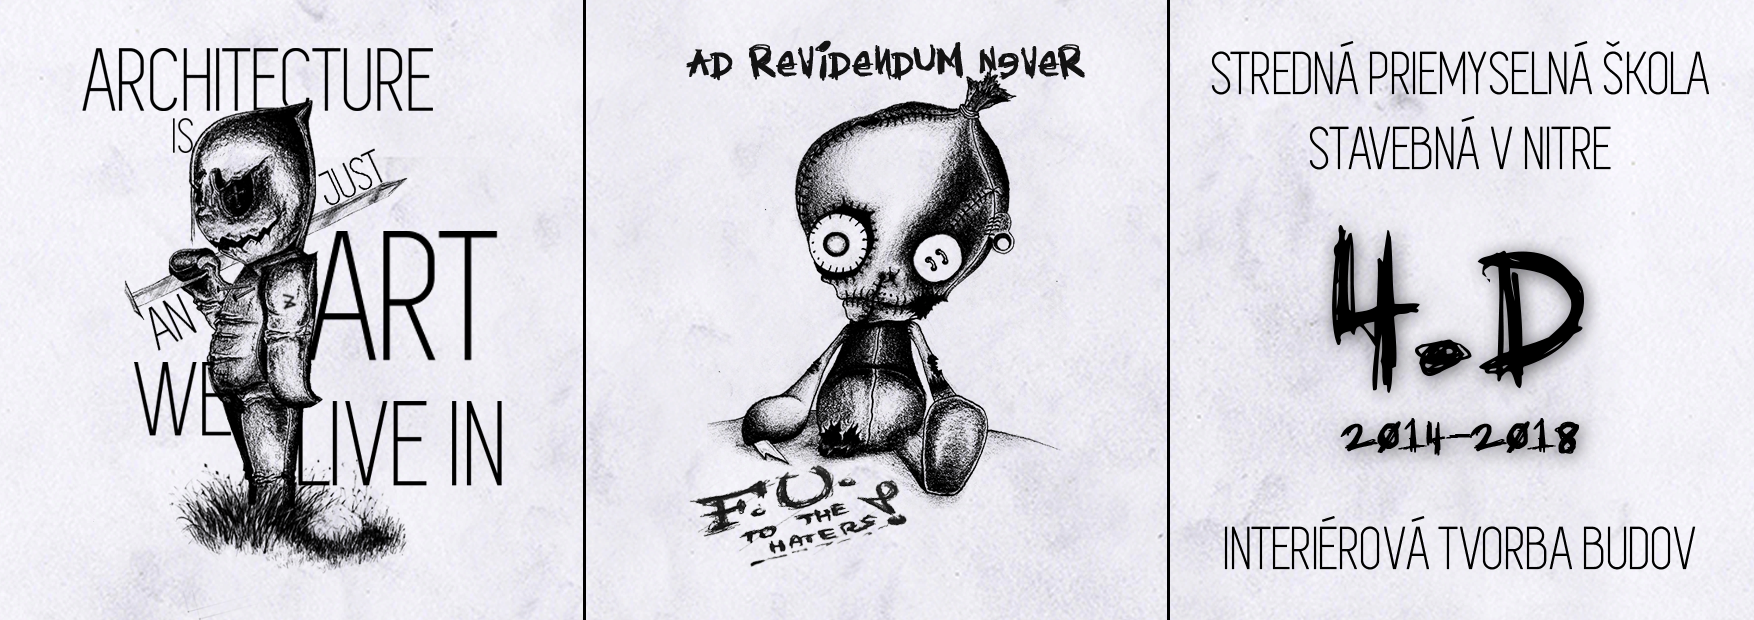 ARCHITECTURE
IS
JUST
AN
ART
WE
LIVE IN
AD REVIDENDUM NEVER
F.U.
TO THE
HATERS!
STREDNÁ PRIEMYSELNÁ ŠKOLA
STAVEBNÁ V NITRE
4.D
2014-2018
INTERIÉROVÁ TVORBA BUDOV